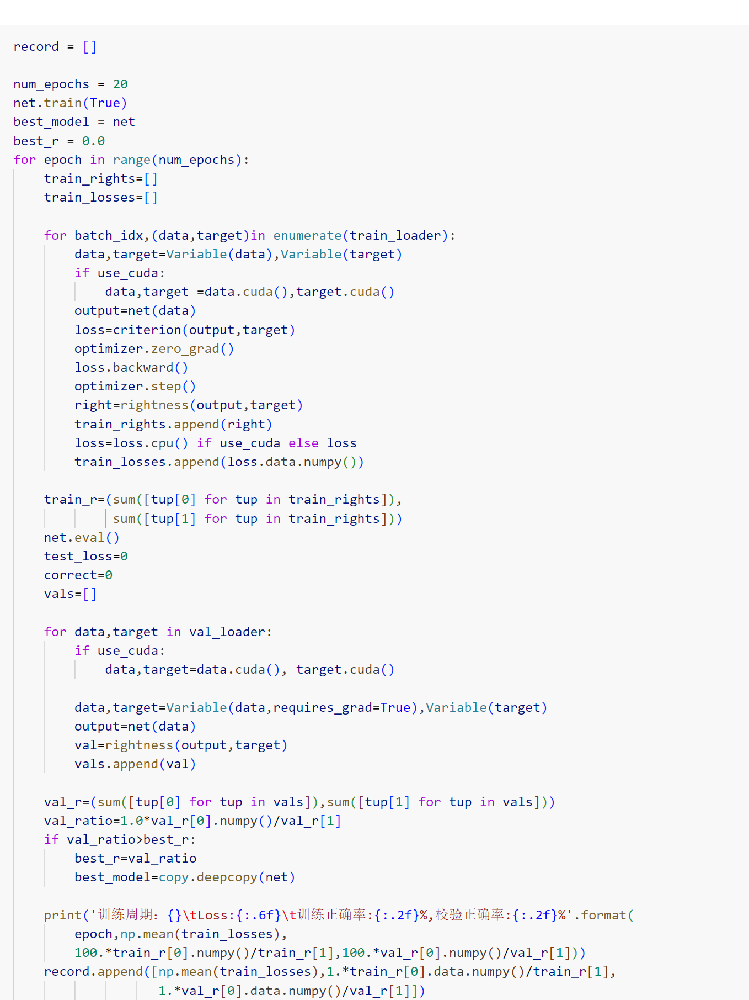 record = []

num_epochs = 20
net.train(True)
best_model = net
best_r = 0.0
for epoch in range(num_epochs):
    train_rights=[]
    train_losses=[]

    for batch_idx,(data,target)in enumerate(train_loader):
        data,target=Variable(data),Variable(target)
        if use_cuda:
            data,target =data.cuda(),target.cuda()
        output=net(data)
        loss=criterion(output,target)
        optimizer.zero_grad()
        loss.backward()
        optimizer.step()
        right=rightness(output,target)
        train_rights.append(right)
        loss=loss.cpu() if use_cuda else loss
        train_losses.append(loss.data.numpy())

    train_r=(sum([tup[0] for tup in train_rights]),
             sum([tup[1] for tup in train_rights]))
    net.eval()
    test_loss=0
    correct=0
    vals=[]

    for data,target in val_loader:
        if use_cuda:
            data,target=data.cuda(), target.cuda()

        data,target=Variable(data,requires_grad=True),Variable(target)
        output=net(data)
        val=rightness(output,target)
        vals.append(val)

    val_r=(sum([tup[0] for tup in vals]),sum([tup[1] for tup in vals]))
    val_ratio=1.0*val_r[0].numpy()/val_r[1]
    if val_ratio>best_r:
        best_r=val_ratio
        best_model=copy.deepcopy(net)

    print('训练周期: {}\tLoss:{:.6f}\t训练正确率:{:.2f}%,校验正确率:{:.2f}%'.format(
        epoch,np.mean(train_losses),
        100.*train_r[0].numpy()/train_r[1],100.*val_r[0].numpy()/val_r[1]))
    record.append([np.mean(train_losses),1.*train_r[0].data.numpy()/train_r[1],
                   1.*val_r[0].data.numpy()/val_r[1]])